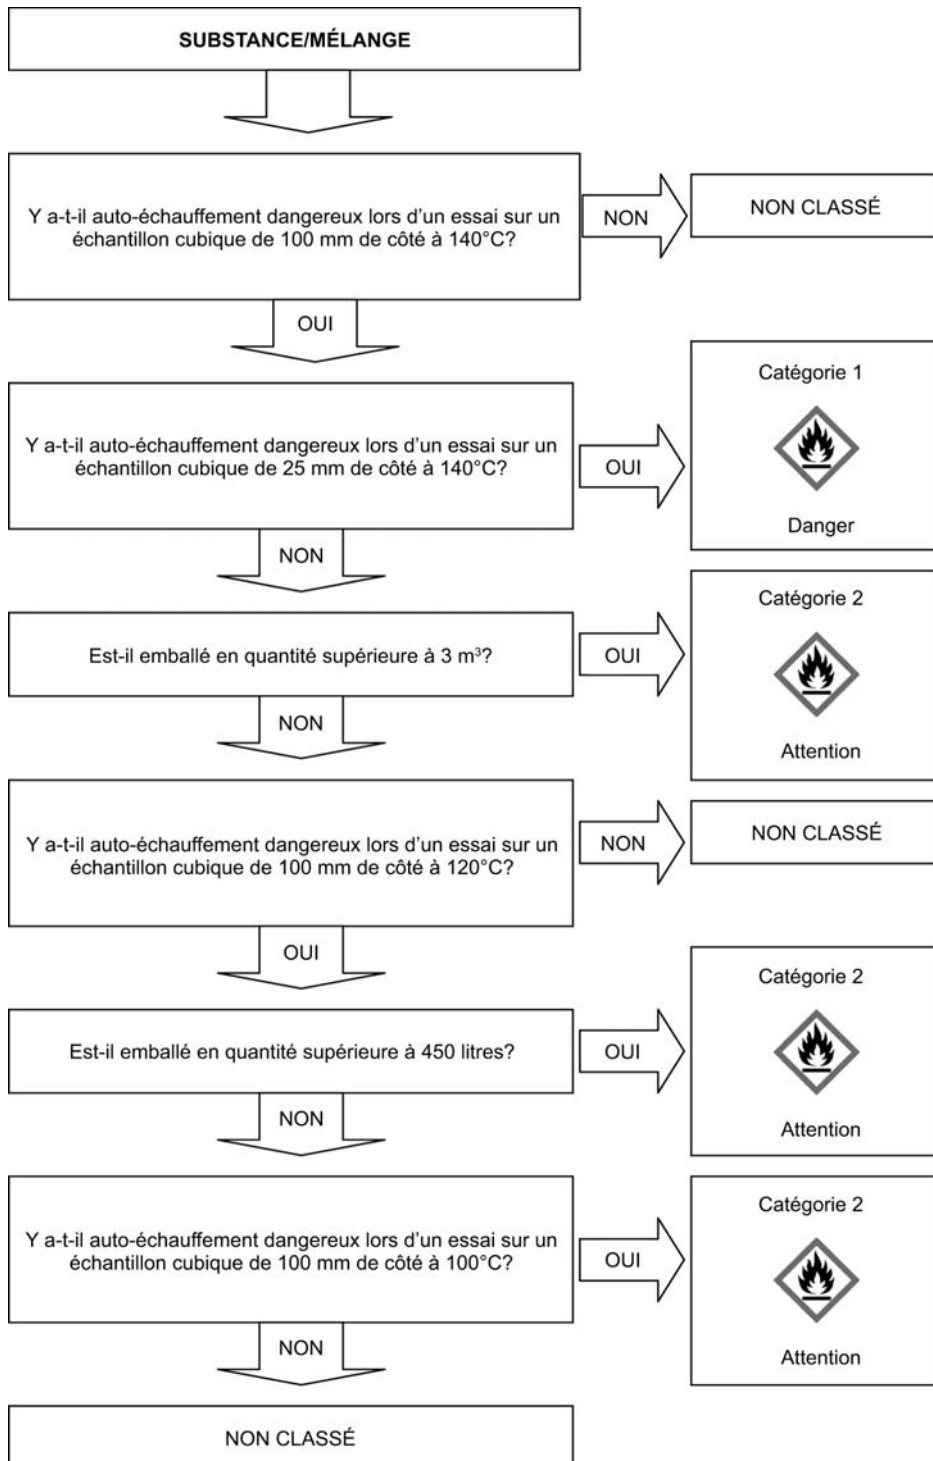 SUBSTANCE/MÉLANGE
Y a-t-il auto-échauffement dangereux lors d’un essai sur un
échantillon cubique de 100 mm de côté à 140°C?
NON
NON CLASSÉ
OUI
Y a-t-il auto-échauffement dangereux lors d’un essai sur un
échantillon cubique de 25 mm de côté à 140°C?
OUI
Catégorie 1
Danger
NON
Est-il emballé en quantité supérieure à 3 m³?
OUI
Catégorie 2
Attention
NON
Y a-t-il auto-échauffement dangereux lors d’un essai sur un
échantillon cubique de 100 mm de côté à 120°C?
NON
NON CLASSÉ
OUI
Est-il emballé en quantité supérieure à 450 litres?
OUI
Catégorie 2
Attention
NON
Y a-t-il auto-échauffement dangereux lors d’un essai sur un
échantillon cubique de 100 mm de côté à 100°C?
OUI
Catégorie 2
Attention
NON
NON CLASSÉ